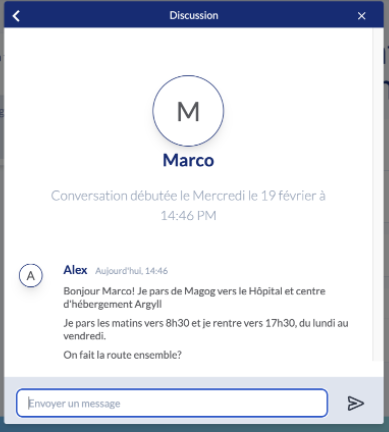 Discussion
M
Marco
Conversation débutée le Mercredi le 19 février à
14:46 PM
A
Alex Aujourd'hui, 14:46
Bonjour Marco! Je pars de Magog vers le Hôpital et centre
d'hébergement Argyll
Je pars les matins vers 8h30 et je rentre vers 17h30, du lundi au
vendredi.
On fait la route ensemble?
Envoyer un message